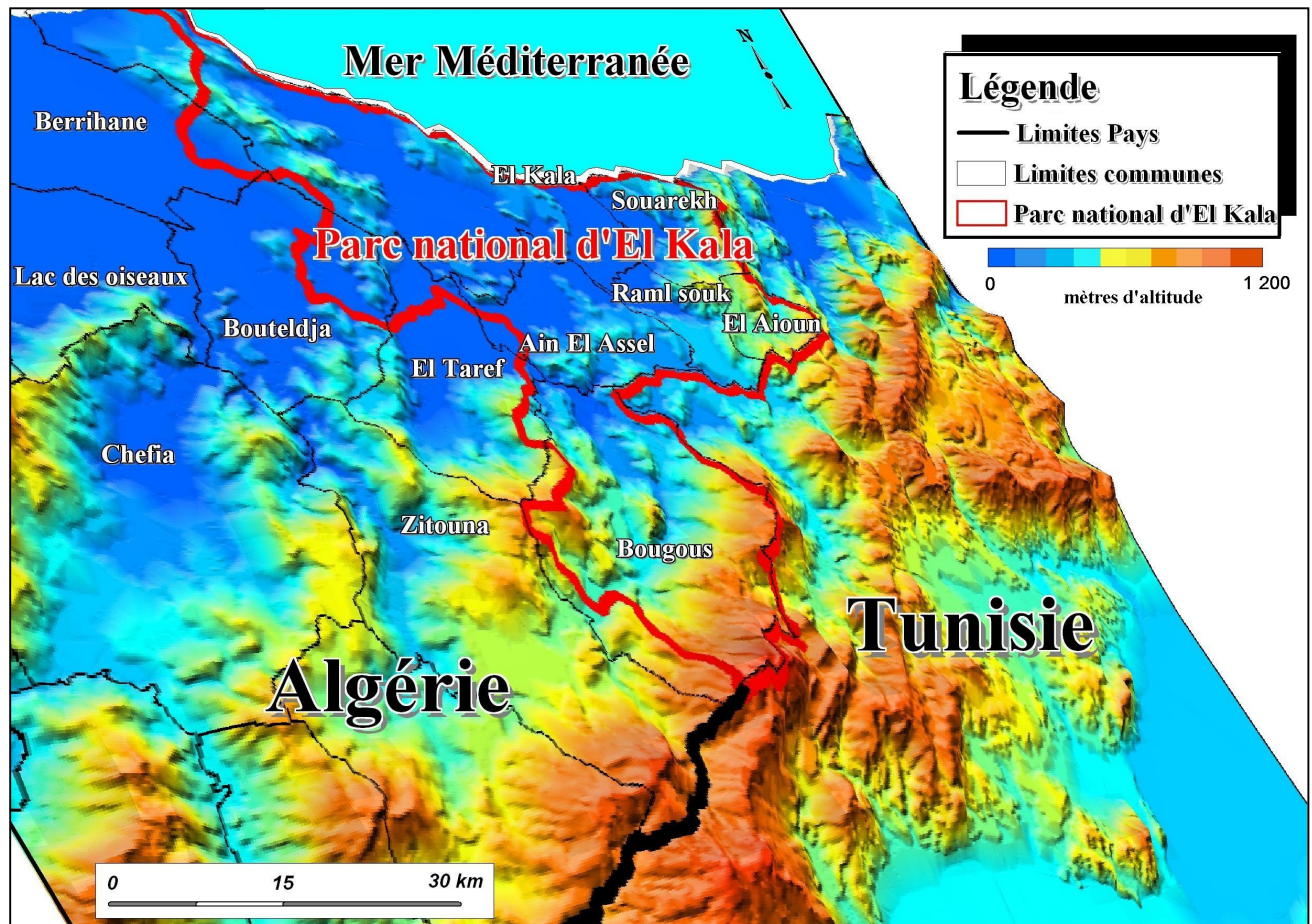 Mer Méditerranée
N
Légende
Limites Pays
Limites communes
Parc national d'El Kala
0
1 200
mètres d'altitude
Berrihane
El Kala
Souarekh
Parc national d'El Kala
Lac des oiseaux
Raml souk
Bouteldja
El Aioun
Ain El Assel
El Taref
Chefia
Zitouna
Bougous
Tunisie
Algérie
0
15
30 km